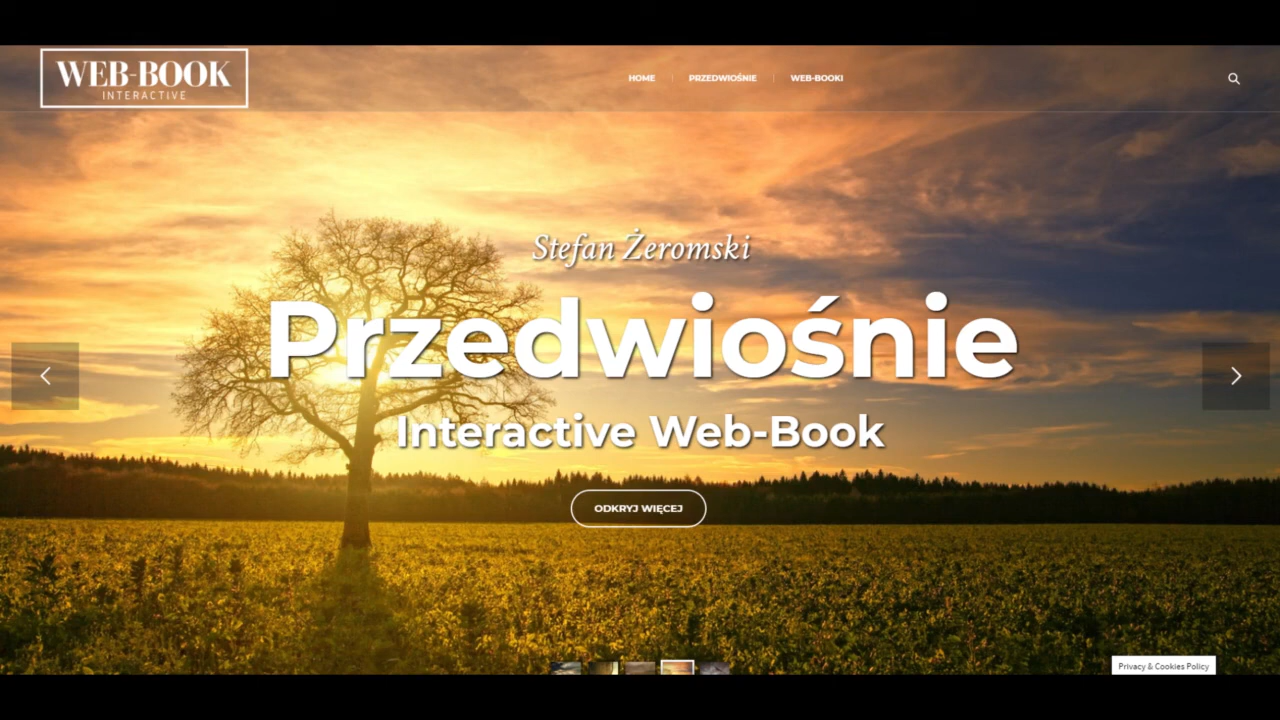 WEB-BOOK
INTERACTIVE
HOME
PRZEDWIOŚNIE
WEB-BOOKI
Stefan Żeromski
Przedwiośnie
Interactive Web-Book
ODKRYJ WIĘCEJ
Privacy & Cookies Policy